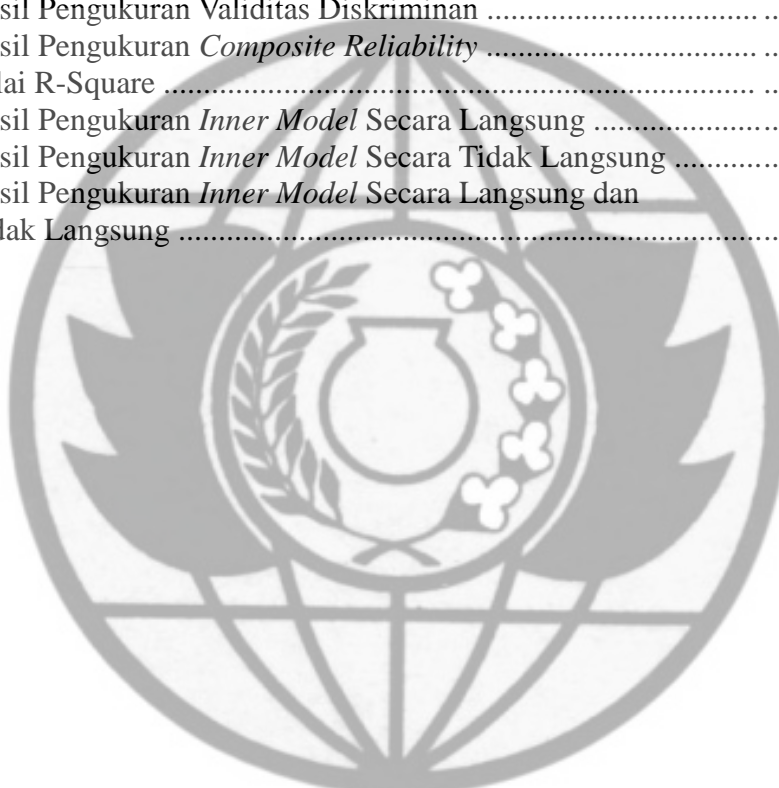 sil Pengukuran Validitas Diskriminan ....................................
sil Pengukuran Composite Reliability ....................................
lai R-Square ....................................................................................
sil Pengukuran Inner Model Secara Langsung ........................
sil Pengukuran Inner Model Secara Tidak Langsung ..............
sil Pengukuran Inner Model Secara Langsung dan
dak Langsung .................................................................................